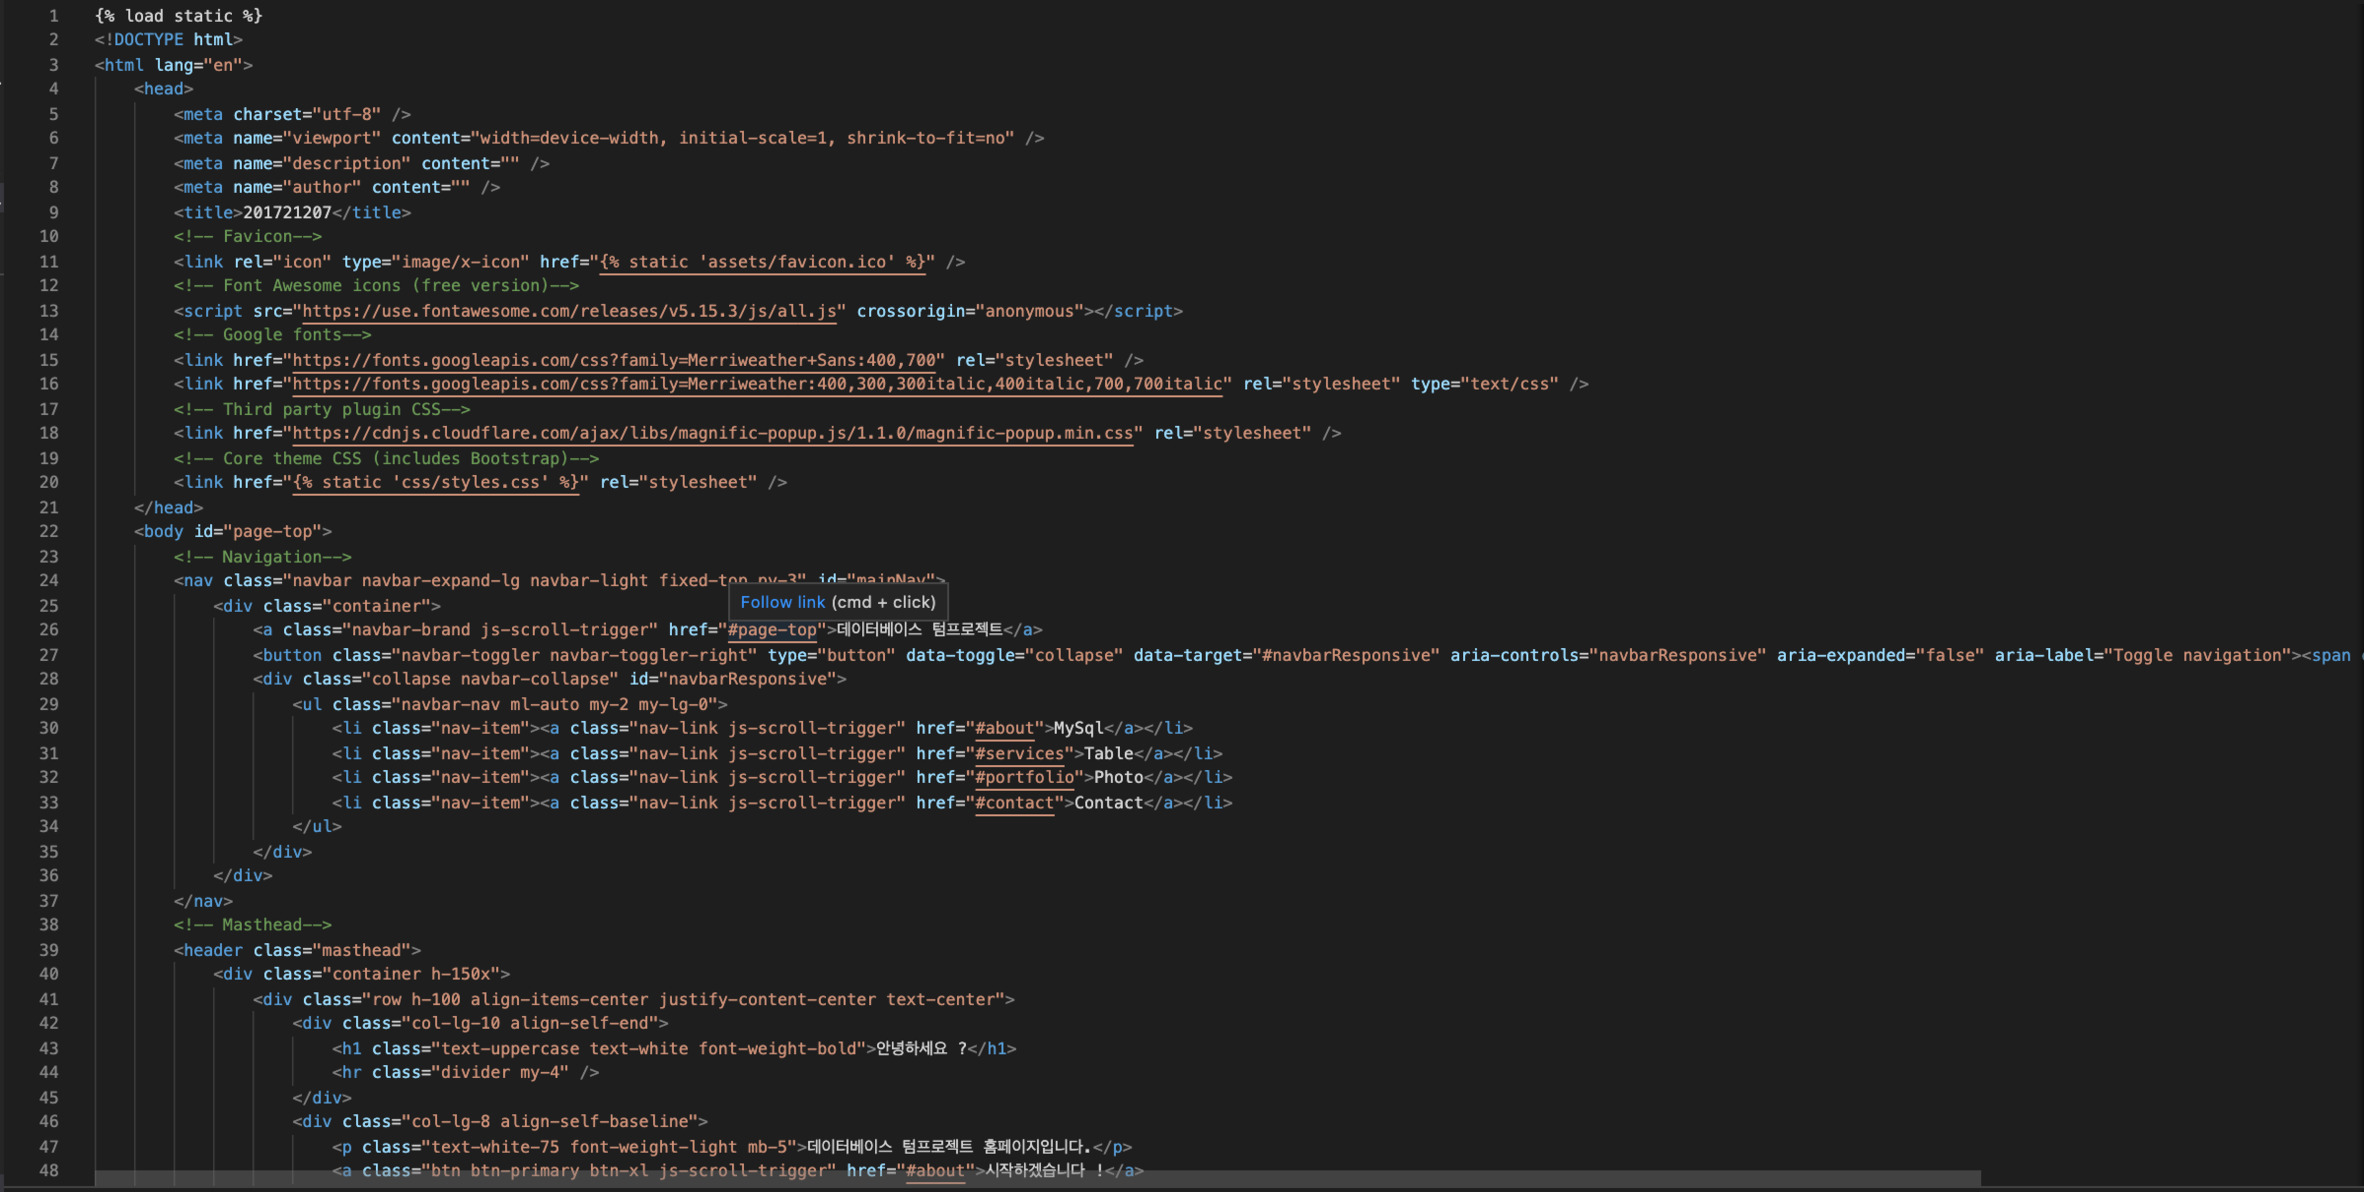 1 {% load static %}
2 <!DOCTYPE html>
3 <html lang="en">
4 <head>
5 <meta charset="utf-8" />
6 <meta name="viewport" content="width=device-width, initial-scale=1, shrink-to-fit=no" />
7 <meta name="description" content="" />
8 <meta name="author" content="" />
9 <title>201721207</title>
10 <!-- Favicon-->
11 <link rel="icon" type="image/x-icon" href="{% static 'assets/favicon.ico' %}" />
12 <!-- Font Awesome icons (free version)-->
13 <script src="https://use.fontawesome.com/releases/v5.15.3/js/all.js" crossorigin="anonymous"></script>
14 <!-- Google fonts-->
15 <link href="https://fonts.googleapis.com/css?family=Merriweather+Sans:400,700" rel="stylesheet" />
16 <link href="https://fonts.googleapis.com/css?family=Merriweather:400,300,300italic,400italic,700,700italic" rel="stylesheet" type="text/css" />
17 <!-- Third party plugin CSS-->
18 <link href="https://cdnjs.cloudflare.com/ajax/libs/magnific-popup.js/1.1.0/magnific-popup.min.css" rel="stylesheet" />
19 <!-- Core theme CSS (includes Bootstrap)-->
20 <link href="{% static 'css/styles.css' %}" rel="stylesheet" />
21 </head>
22 <body id="page-top">
23 <!-- Navigation-->
24 <nav class="navbar navbar-expand-lg navbar-light fixed-top py-3" id="mainNav">
Follow link (cmd + click)
25 <div class="container">
26 <a class="navbar-brand js-scroll-trigger" href="#page-top">데이터베이스 텀프로젝트</a>
27 <button class="navbar-toggler navbar-toggler-right" type="button" data-toggle="collapse" data-target="#navbarResponsive" aria-controls="navbarResponsive" aria-expanded="false" aria-label="Toggle navigation"><span
28 <div class="collapse navbar-collapse" id="navbarResponsive">
29 <ul class="navbar-nav ml-auto my-2 my-lg-0">
30 <li class="nav-item"><a class="nav-link js-scroll-trigger" href="#about">MySql</a></li>
31 <li class="nav-item"><a class="nav-link js-scroll-trigger" href="#services">Table</a></li>
32 <li class="nav-item"><a class="nav-link js-scroll-trigger" href="#portfolio">Photo</a></li>
33 <li class="nav-item"><a class="nav-link js-scroll-trigger" href="#contact">Contact</a></li>
34 </ul>
35 </div>
36 </div>
37 </nav>
38 <!-- Masthead-->
39 <header class="masthead">
40 <div class="container h-150x">
41 <div class="row h-100 align-items-center justify-content-center text-center">
42 <div class="col-lg-10 align-self-end">
43 <h1 class="text-uppercase text-white font-weight-bold">안녕하세요 ?</h1>
44 <hr class="divider my-4" />
45 </div>
46 <div class="col-lg-8 align-self-baseline">
47 <p class="text-white-75 font-weight-light mb-5">데이터베이스 텀프로젝트 홈페이지입니다.</p>
48 <a class="btn btn-primary btn-xl js-scroll-trigger" href="#about">시작하겠습니다 !</a>